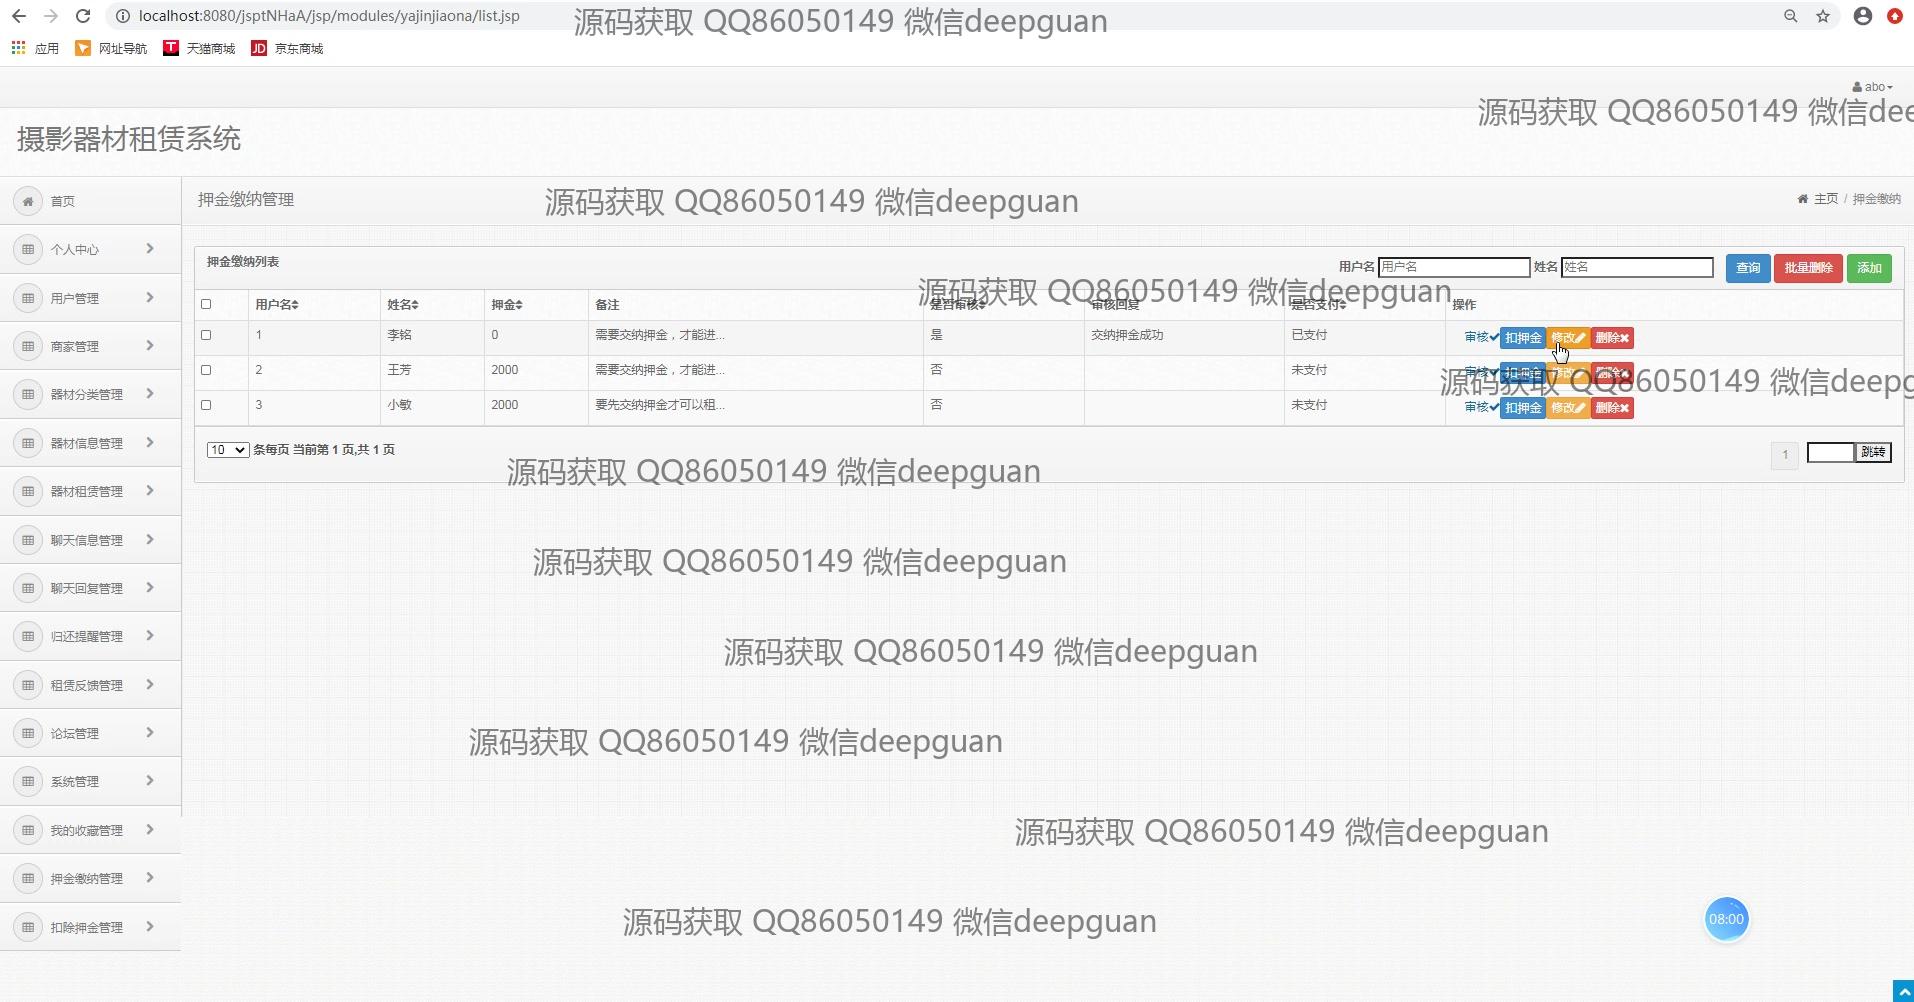 localhost:8080/jsptNHaA/jsp/modules/yajinjiaona/list.jsp
源码获取 QQ86050149 微信deepguan
应用 网址导航 天猫商城 JD 京东商城
abo
源码获取 QQ86050149 微信dee
摄影器材租赁系统
首页
个人中心
用户管理
商家管理
器材分类管理
器材信息管理
器材租赁管理
聊天信息管理
聊天回复管理
归还提醒管理
租赁反馈管理
论坛管理
系统管理
我的收藏管理
押金缴纳管理
扣除押金管理
押金缴纳管理
源码获取 QQ86050149 微信deepguan
主页 / 押金缴纳
押金缴纳列表
用户名 用户名 姓名 姓名 查询 批量删除 添加
源码获取 QQ86050149 微信deepguan
用户名 姓名 押金 备注 是否审核 审核回复 是否支付 操作
1 李铭 0 需要交纳押金，才能进... 是 交纳押金成功 已支付 审核 扣押金 修改 删除
2 王芳 2000 需要交纳押金，才能进... 否 未支付 审核 扣押金 修改 删除
源码获取 QQ86050149 微信deepg
3 小敏 2000 要先交纳押金才可以租... 否 未支付 审核 扣押金 修改 删除
10 条每页 当前第 1 页,共 1 页
1 跳转
源码获取 QQ86050149 微信deepguan
源码获取 QQ86050149 微信deepguan
源码获取 QQ86050149 微信deepguan
源码获取 QQ86050149 微信deepguan
源码获取 QQ86050149 微信deepguan
源码获取 QQ86050149 微信deepguan
08:00